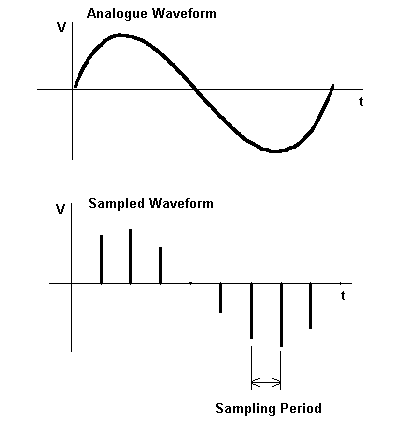 Analogue Waveform
V
t
Sampled Waveform
V
t
Sampling Period